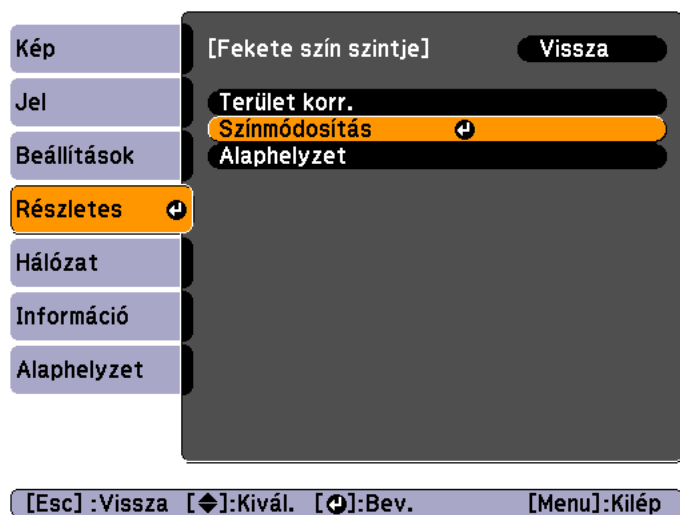 Kép
Jel
Beállítások
Részletes
Hálózat
Információ
Alaphelyzet
[Fekete szín szintje] Vissza
Terület korr.
Színmódosítás
Alaphelyzet
[Esc] :Vissza [◆]:Kivál. [⏎]:Bev. [Menu]:Kilép